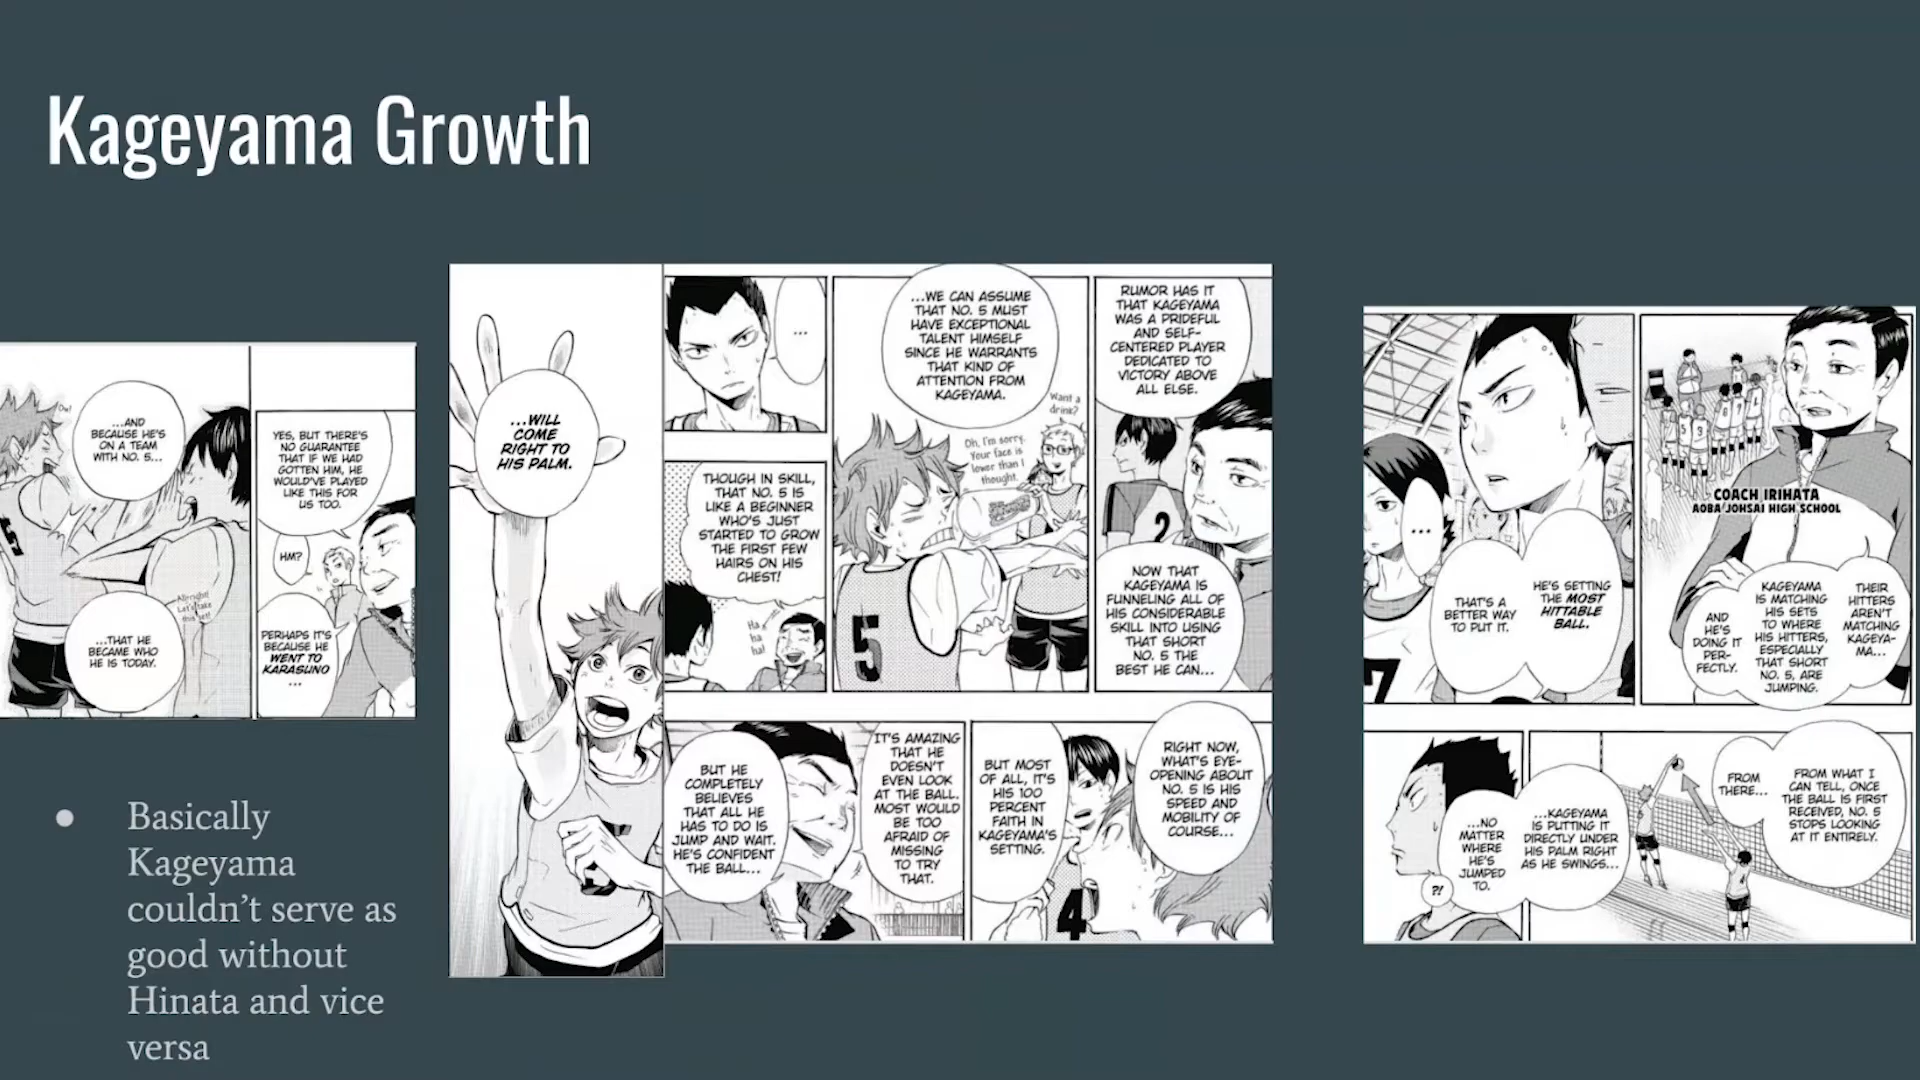 Kageyama Growth
...AND
BECAUSE HE'S
ON A TEAM
WITH NO. 5...
...THAT HE
BECAME WHO
HE IS TODAY.
Allright!
Let's take
this set!
YES, BUT THERE'S
NO GUARANTEE
THAT IF WE HAD
GOTTEN HIM, HE
WOULD'VE PLAYED
LIKE THIS FOR
US TOO.
HM?
PERHAPS IT'S
BECAUSE HE
WENT TO
KARASUNO
...
Basically
Kageyama
couldn't serve as
good without
Hinata and vice
versa
...WILL
COME
RIGHT TO
HIS PALM.
...
...WE CAN ASSUME
THAT NO. 5 MUST
HAVE EXCEPTIONAL
TALENT HIMSELF
SINCE HE WARRANTS
THAT KIND OF
ATTENTION FROM
KAGEYAMA.
RUMOR HAS IT
THAT KAGEYAMA
WAS A PRIDEFUL
AND SELF-
CENTERED PLAYER
DEDICATED TO
VICTORY ABOVE
ALL ELSE.
Want a
drink?
Oh, I'm sorry.
Your face is
lower than I
thought.
THOUGH IN SKILL,
THAT NO. 5 IS
LIKE A BEGINNER
WHO'S JUST
STARTED TO GROW
THE FIRST FEW
HAIRS ON HIS
CHEST!
Ha
ha
ha!
5
2
NOW THAT
KAGEYAMA IS
FUNNELING ALL OF
HIS CONSIDERABLE
SKILL INTO USING
THAT SHORT
NO. 5 THE
BEST HE CAN...
BUT HE
COMPLETELY
BELIEVES
THAT ALL HE
HAS TO DO IS
JUMP AND WAIT.
HE'S CONFIDENT
THE BALL...
IT'S AMAZING
THAT HE
DOESN'T
EVEN LOOK
AT THE BALL.
MOST WOULD
BE TOO
AFRAID OF
MISSING
TO TRY
THAT.
BUT MOST
OF ALL, IT'S
HIS 100
PERCENT
FAITH IN
KAGEYAMA'S
SETTING.
4
RIGHT NOW,
WHAT'S EYE-
OPENING ABOUT
NO. 5 IS HIS
SPEED AND
MOBILITY OF
COURSE...
...
THAT'S A
BETTER WAY
TO PUT IT.
HE'S SETTING
THE MOST
HITTABLE
BALL.
7
COACH IRIHATA
AOBA JOHSAI HIGH SCHOOL
AND
HE'S
DOING IT
PER-
FECTLY.
KAGEYAMA
IS MATCHING
HIS SETS
TO WHERE
HIS HITTERS,
ESPECIALLY
THAT SHORT
NO. 5, ARE
JUMPING.
THEIR
HITTERS
AREN'T
MATCHING
KAGEYA-
MA...
?!
...NO
MATTER
WHERE
HE'S
JUMPED
TO.
...KAGEYAMA
IS PUTTING IT
DIRECTLY UNDER
HIS PALM RIGHT
AS HE SWINGS...
FROM
THERE...
FROM WHAT I
CAN TELL, ONCE
THE BALL IS FIRST
RECEIVED, NO. 5
STOPS LOOKING
AT IT ENTIRELY.